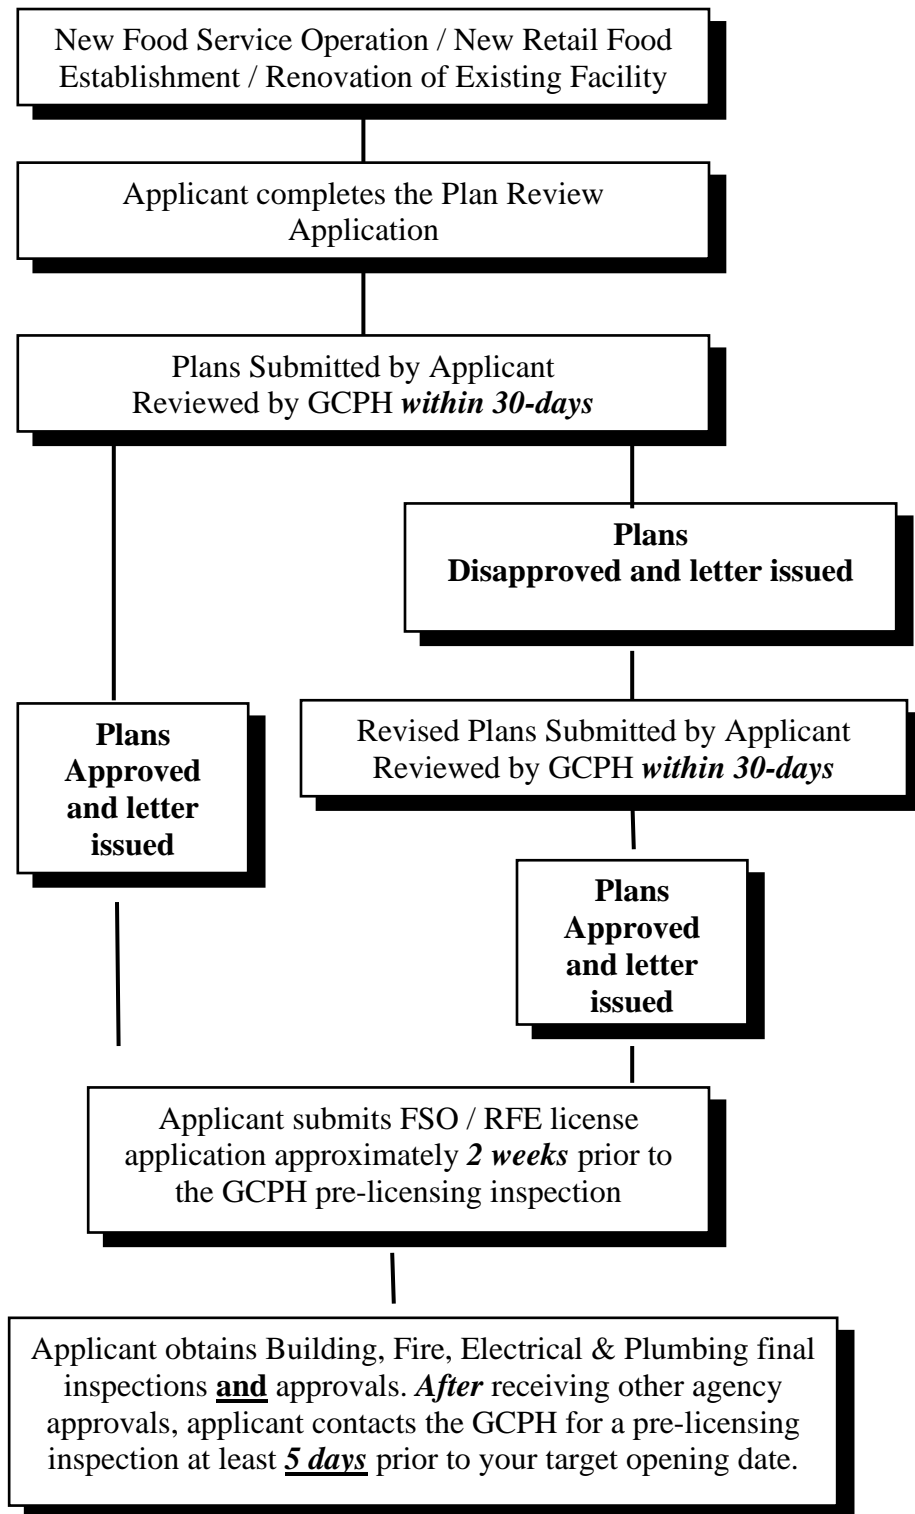 New Food Service Operation / New Retail Food
Establishment / Renovation of Existing Facility
Applicant completes the Plan Review
Application
Plans Submitted by Applicant
Reviewed by GCPH within 30-days
Plans
Disapproved and letter issued
Plans
Approved
and letter
issued
Revised Plans Submitted by Applicant
Reviewed by GCPH within 30-days
Plans
Approved
and letter
issued
Applicant submits FSO / RFE license
application approximately 2 weeks prior to
the GCPH pre-licensing inspection
Applicant obtains Building, Fire, Electrical & Plumbing final
inspections and approvals. After receiving other agency
approvals, applicant contacts the GCPH for a pre-licensing
inspection at least 5 days prior to your target opening date.